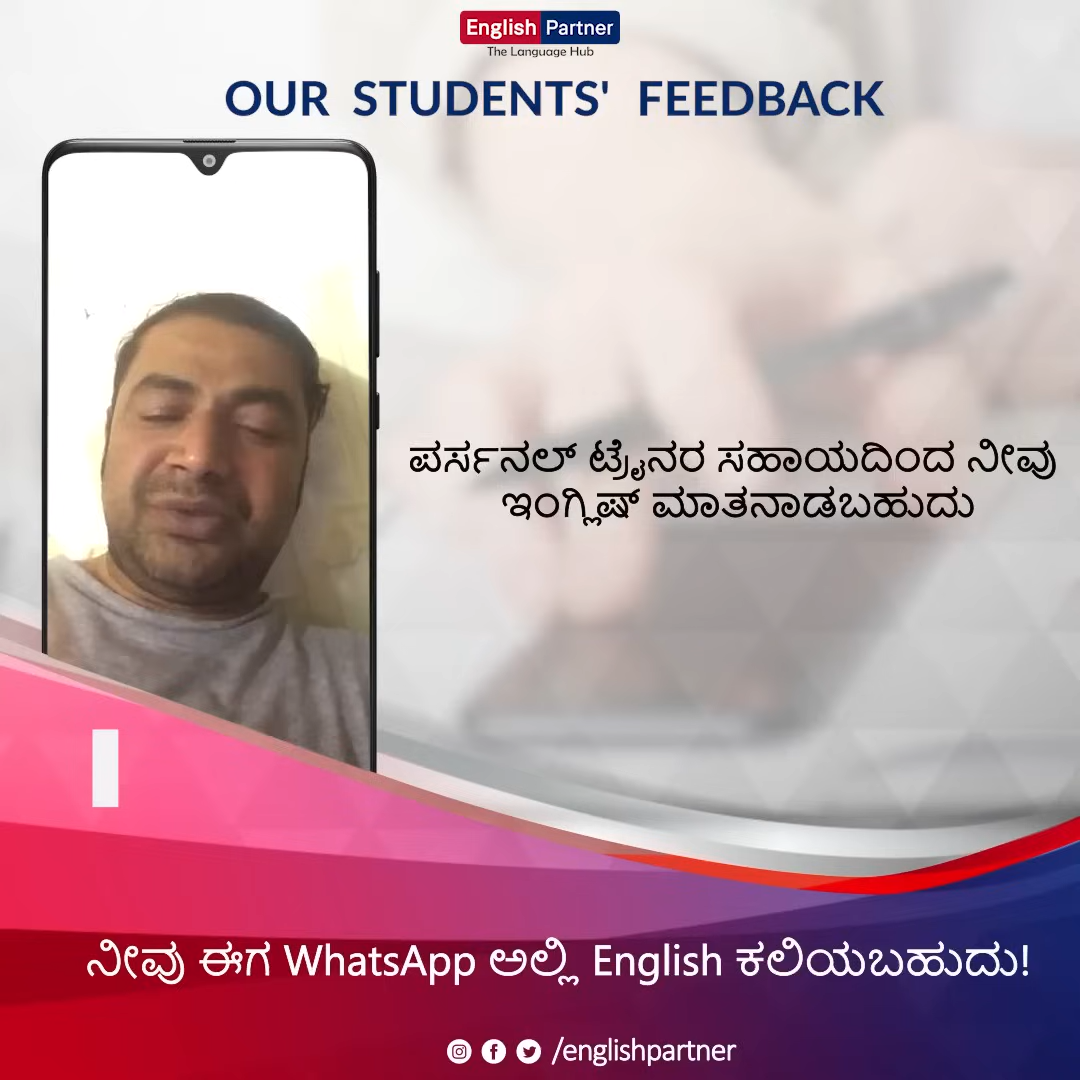 English Partner
The Language Hub
OUR STUDENTS' FEEDBACK
ಪರ್ಸನಲ್ ಟ್ರೈನರ ಸಹಾಯದಿಂದ ನೀವು
ಇಂಗ್ಲಿಷ್ ಮಾತನಾಡಬಹುದು
ನೀವು ಈಗ WhatsApp ಅಲ್ಲಿ English ಕಲಿಯಬಹುದು!
/englishpartner